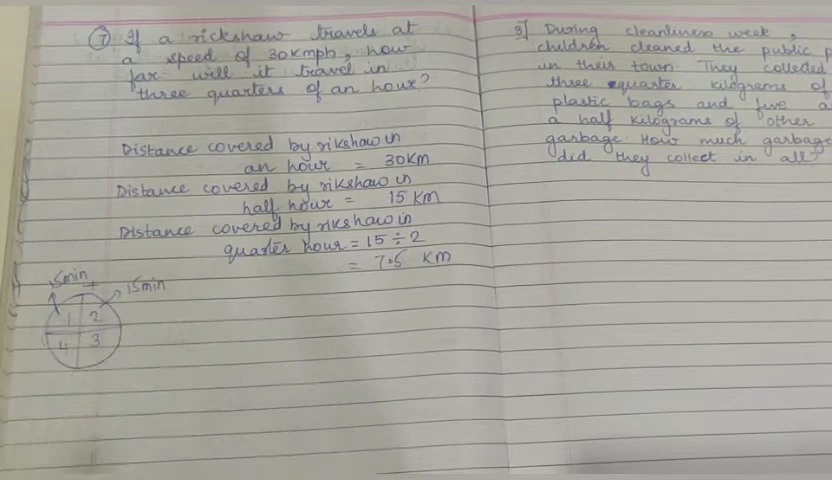 7 If a rickshaw travels at
a speed of 30kmph, how
far will it travel in
three quarters of an hour?
Distance covered by rikshaw in
an hour = 30KM
Distance covered by rikshaw in
half hour = 15 KM
Distance covered by rikshaw in
quarter hour = 15 ÷ 2
= 7.5 KM
15min
15min
1 2
4 3
8] During cleanliness week,
children cleaned the public p
in their town. They collected
three quarter kilograms of
plastic bags and five a
a half kilograms of other
garbage. How much garbage
did they collect in all?